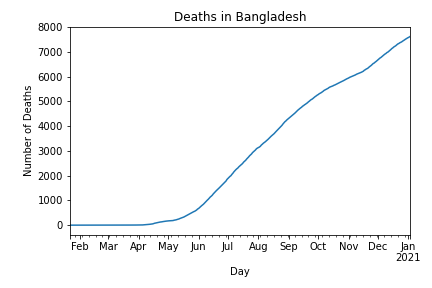 Deaths in Bangladesh
8000
7000
6000
5000
4000
3000
2000
1000
0
Number of Deaths
Feb Mar Apr May Jun Jul Aug Sep Oct Nov Dec Jan
2021
Day